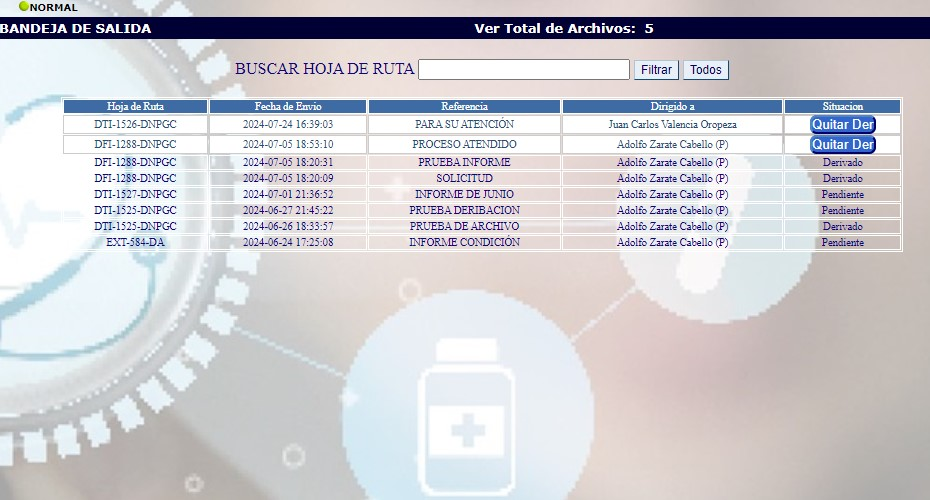 NORMAL
BANDEJA DE SALIDA Ver Total de Archivos: 5
BUSCAR HOJA DE RUTA Filtrar Todos
Hoja de Ruta Fecha de Envio Referencia Dirigido a Situacion
DTI-1526-DNPGC 2024-07-24 16:39:03 PARA SU ATENCIÓN Juan Carlos Valencia Oropeza Quitar Der
DFI-1288-DNPGC 2024-07-05 18:53:10 PROCESO ATENDIDO Adolfo Zarate Cabello (P) Quitar Der
DFI-1288-DNPGC 2024-07-05 18:20:31 PRUEBA INFORME Adolfo Zarate Cabello (P) Derivado
DFI-1288-DNPGC 2024-07-05 18:20:09 SOLICITUD Adolfo Zarate Cabello (P) Derivado
DTI-1527-DNPGC 2024-07-01 21:36:52 INFORME DE JUNIO Adolfo Zarate Cabello (P) Pendiente
DTI-1525-DNPGC 2024-06-27 21:45:22 PRUEBA DERIBACION Adolfo Zarate Cabello (P) Pendiente
DTI-1525-DNPGC 2024-06-26 18:33:57 PRUEBA DE ARCHIVO Adolfo Zarate Cabello (P) Derivado
EXT-584-DA 2024-06-24 17:25:08 INFORME CONDICIÓN Adolfo Zarate Cabello (P) Pendiente